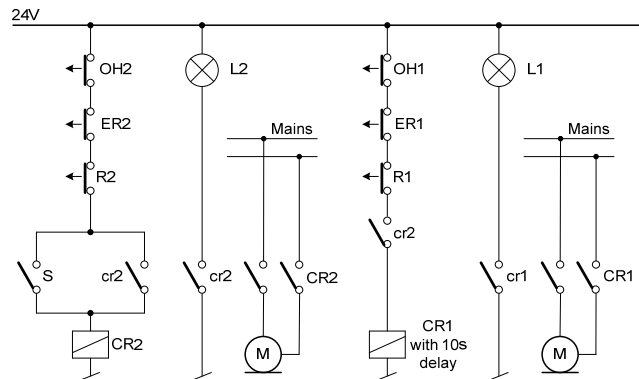 24V
OH2
L2
OH1
L1
ER2
ER1
Mains
Mains
R2
R1
cr2
S
cr2
cr2
CR2
cr1
CR1
CR2
M
CR1
with 10s
delay
M